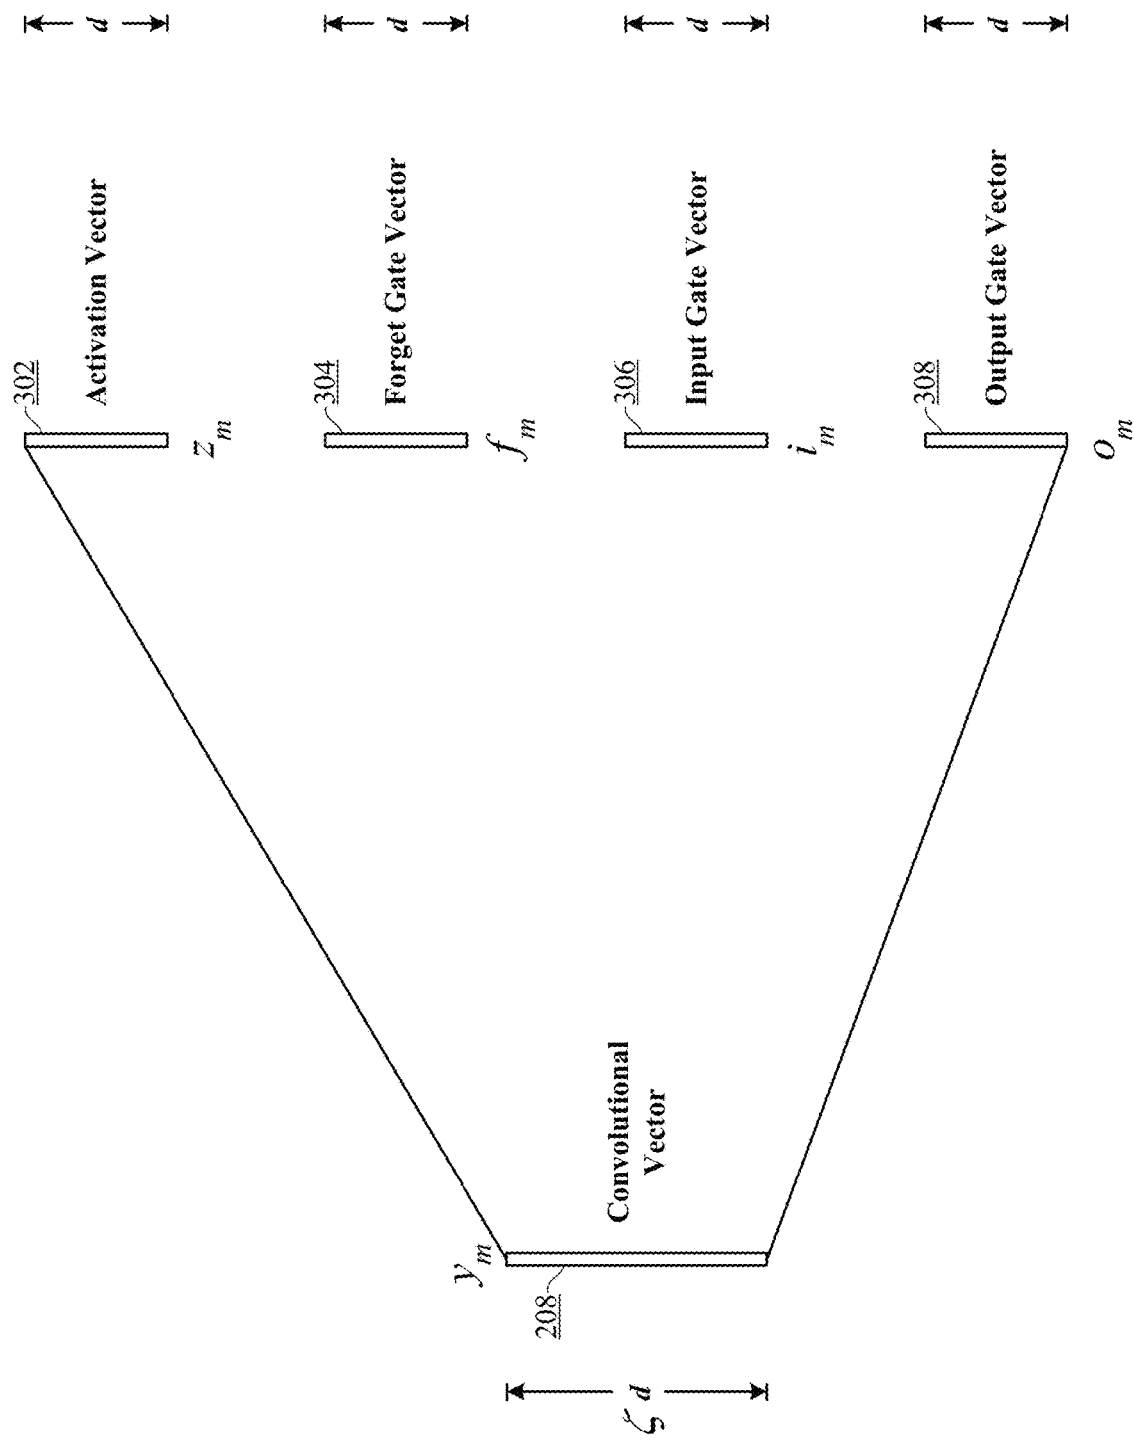 302
Activation Vector
d
z_m
304
Forget Gate Vector
d
y_m
f_m
208
ζ d
Convolutional
Vector
306
Input Gate Vector
d
i_m
308
Output Gate Vector
d
o_m